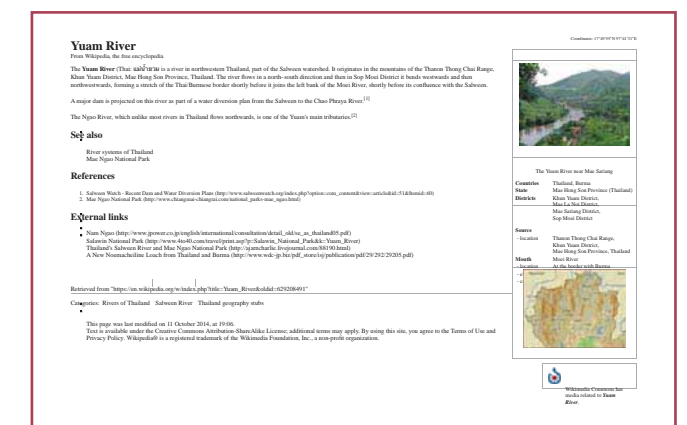 Coordinates: 17°49′59″N 97°44′55″E
Yuam River
From Wikipedia, the free encyclopedia
The Yuam River (Thai: แม่น้ำยวม is a river in northwestern Thailand, part of the Salween watershed. It originates in the mountains of the Thanon Thong Chai Range,
Khun Yuam District, Mae Hong Son Province, Thailand. The river flows in a north-south direction and then in Sop Moei District it bends westwards and then
northwestwards, forming a stretch of the Thai/Burmese border shortly before it joins the left bank of the Moei River, shortly before its confluence with the Salween.
A major dam is projected on this river as part of a water diversion plan from the Salween to the Chao Phraya River.[1]
The Ngao River, which unlike most rivers in Thailand flows northwards, is one of the Yuam's main tributaries.[2]
See also
River systems of Thailand
Mae Ngao National Park
References
1. Salween Watch - Recent Dam and Water Diversion Plans (http://www.salweenwatch.org/index.php?option=com_content&view=article&id=51&Itemid=60)
2. Mae Ngao National Park (http://www.chiangmai-chiangrai.com/national_parks-mae_ngao.html)
External links
Nam Ngao (http://www.jpower.co.jp/english/international/consultation/detail_old/se_as_thailand05.pdf)
Salawin National Park (http://www.4to40.com/travel/print.asp?p=Salawin_National_Park&k=Yuam_River)
Thailand's Salween River and Mae Ngao National Park (http://ajarncharlie.livejournal.com/88190.html)
A New Noemacheiline Loach from Thailand and Burma (http://www.wdc-jp.biz/pdf_store/isj/publication/pdf/29/292/29205.pdf)
Retrieved from "https://en.wikipedia.org/w/index.php?title=Yuam_River&oldid=629208491"
Categories: Rivers of Thailand Salween River Thailand geography stubs
This page was last modified on 11 October 2014, at 19:06.
Text is available under the Creative Commons Attribution-ShareAlike License; additional terms may apply. By using this site, you agree to the Terms of Use and
Privacy Policy. Wikipedia® is a registered trademark of the Wikimedia Foundation, Inc., a non-profit organization.
The Yuam River near Mae Sariang
Countries Thailand, Burma
State Mae Hong Son Province (Thailand)
Districts Khun Yuam District,
Mae La Noi District,
Mae Sariang District,
Sop Moei District
Source
- location Thanon Thong Chai Range,
Khun Yuam District,
Mae Hong Son Province, Thailand
Mouth Moei River
- location At the border with Burma
Wikimedia Commons has
media related to Yuam
River.